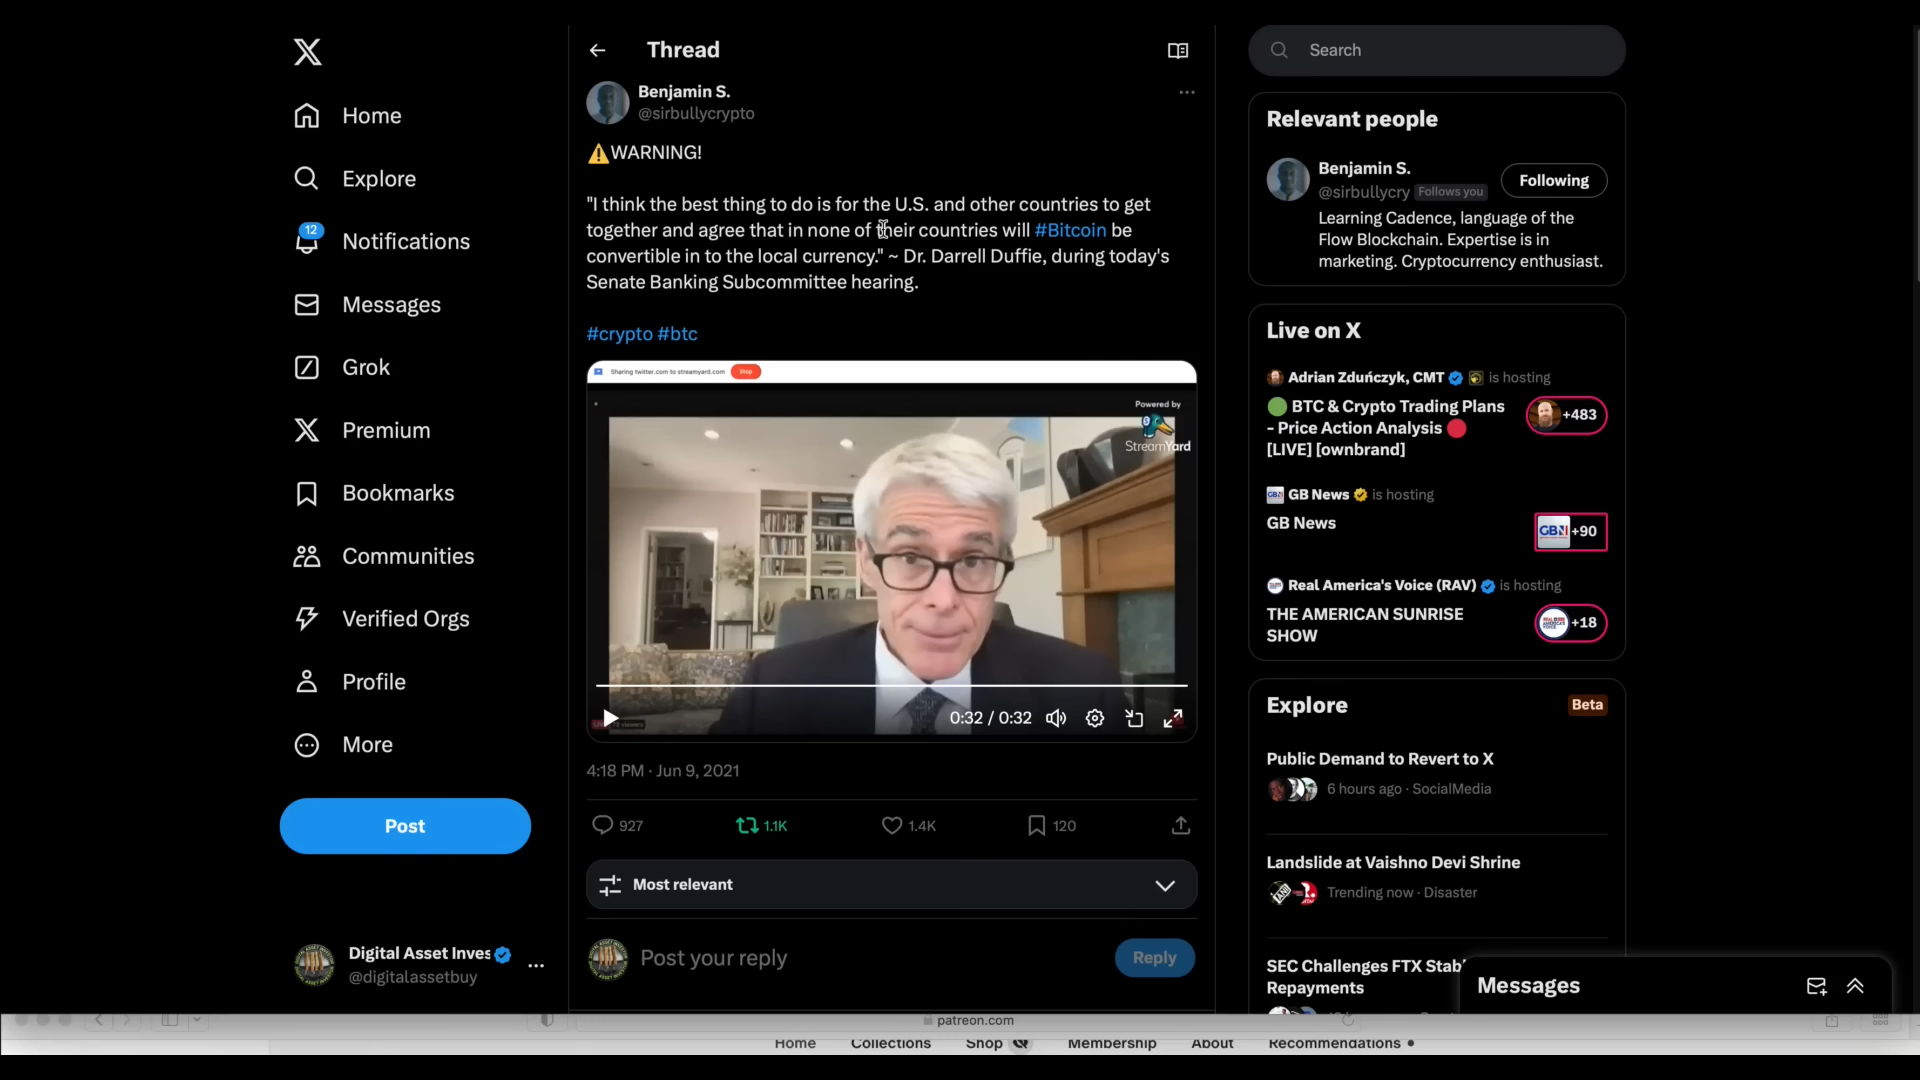 Home
Explore
12
Notifications
Messages
Grok
Premium
Bookmarks
Communities
Verified Orgs
Profile
More
Post
Digital Asset Inves
@digitalassetbuy
Thread
Benjamin S.
@sirbullycrypto
⚠️WARNING!
"I think the best thing to do is for the U.S. and other countries to get
together and agree that in none of their countries will #Bitcoin be
convertible in to the local currency." ~ Dr. Darrell Duffie, during today's
Senate Banking Subcommittee hearing.
#crypto #btc
Sharing twitter.com to streamyard.com Stop
Powered by
StreamYard
0:32 / 0:32
4:18 PM · Jun 9, 2021
927 1.1K 1.4K 120
Most relevant
Post your reply
Reply
Search
Relevant people
Benjamin S.
@sirbullycry Follows you
Following
Learning Cadence, language of the
Flow Blockchain. Expertise is in
marketing. Cryptocurrency enthusiast.
Live on X
Adrian Zduńczyk, CMT is hosting
BTC & Crypto Trading Plans
- Price Action Analysis
[LIVE] [ownbrand]
+483
GB News is hosting
GB News
GBN +90
Real America's Voice (RAV) is hosting
THE AMERICAN SUNRISE
SHOW
+18
Explore
Beta
Public Demand to Revert to X
6 hours ago · SocialMedia
Landslide at Vaishno Devi Shrine
Trending now · Disaster
SEC Challenges FTX
Repayments
Messages
patreon.com
Home Collections Shop Membership About Recommendations